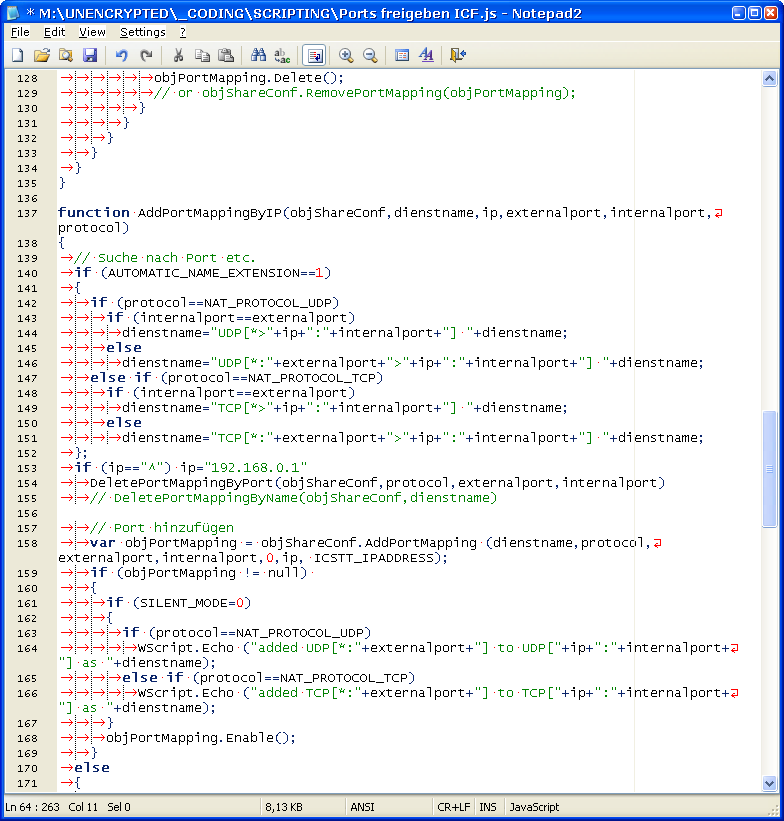 * M:\UNENCRYPTED\_CODING\SCRIPTING\Ports freigeben ICF.js - Notepad2
File Edit View Settings ?
128 objPortMapping.Delete();
129 // or objShareConf.RemovePortMapping(objPortMapping);
130 }
131 }
132 }
133 }
134 }
135 }
136
137 function AddPortMappingByIP(objShareConf,dienstname,ip,externalport,internalport,
protocol)
138 {
139 // Suche nach Port etc.
140 if (AUTOMATIC_NAME_EXTENSION==1)
141 {
142 if (protocol==NAT_PROTOCOL_UDP)
143 if (internalport==externalport)
144 dienstname="UDP[*>"+ip+":"+internalport+"] "+dienstname;
145 else
146 dienstname="UDP[*:"+externalport+">"+ip+":"+internalport+"] "+dienstname;
147 else if (protocol==NAT_PROTOCOL_TCP)
148 if (internalport==externalport)
149 dienstname="TCP[*>"+ip+":"+internalport+"] "+dienstname;
150 else
151 dienstname="TCP[*:"+externalport+">"+ip+":"+internalport+"] "+dienstname;
152 };
153 if (ip=="^") ip="192.168.0.1"
154 DeletePortMappingByPort(objShareConf,protocol,externalport,internalport)
155 // DeletePortMappingByName(objShareConf,dienstname)
156
157 // Port hinzufügen
158 var objPortMapping = objShareConf.AddPortMapping (dienstname,protocol,
externalport,internalport,0,ip, ICSTT_IPADDRESS);
159 if (objPortMapping != null)
160 {
161 if (SILENT_MODE=0)
162 {
163 if (protocol==NAT_PROTOCOL_UDP)
164 WScript.Echo ("added UDP[*:"+externalport+"] to UDP["+ip+":"+internalport+
"] as "+dienstname);
165 else if (protocol==NAT_PROTOCOL_TCP)
166 WScript.Echo ("added TCP[*:"+externalport+"] to TCP["+ip+":"+internalport+
"] as "+dienstname);
167 }
168 objPortMapping.Enable();
169 }
170 else
171 {
Ln 64 : 263 Col 11 Sel 0 8,13 KB ANSI CR+LF INS JavaScript